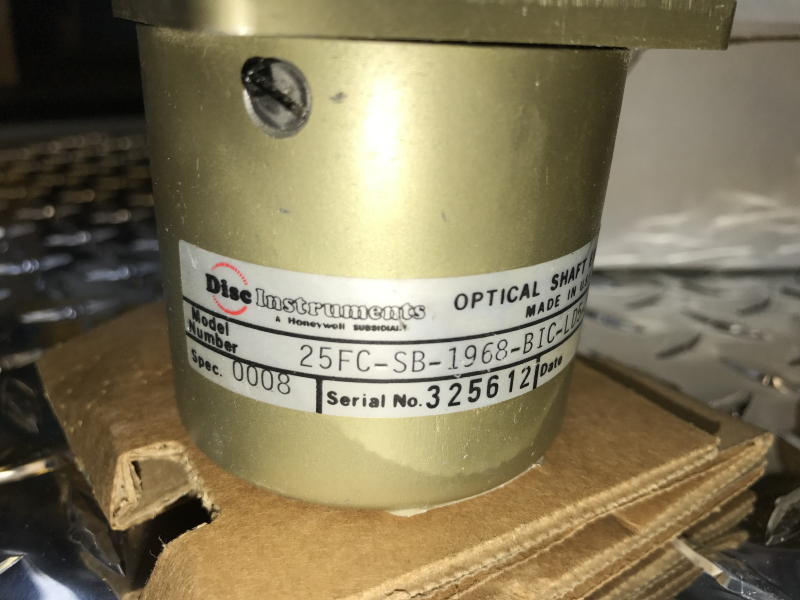 Disc Instruments
A Honeywell SUBSIDIARY
OPTICAL SHAFT
MADE IN
Model Number 25FC-SB-1968-BIC-
Spec. 0008 Serial No. 325612 Date